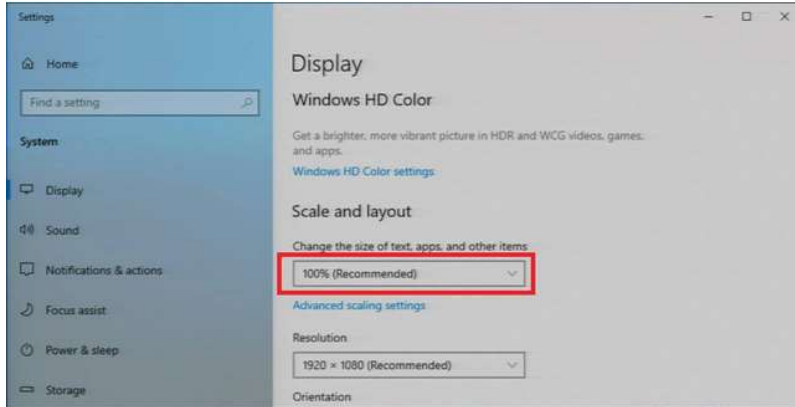 Settings
Home
Find a setting
System
Display
Sound
Notifications & actions
Focus assist
Power & sleep
Storage
Display
Windows HD Color
Get a brighter, more vibrant picture in HDR and WCG videos, games,
and apps.
Windows HD Color settings
Scale and layout
Change the size of text, apps, and other items
100% (Recommended)
Advanced scaling settings
Resolution
1920 × 1080 (Recommended)
Orientation